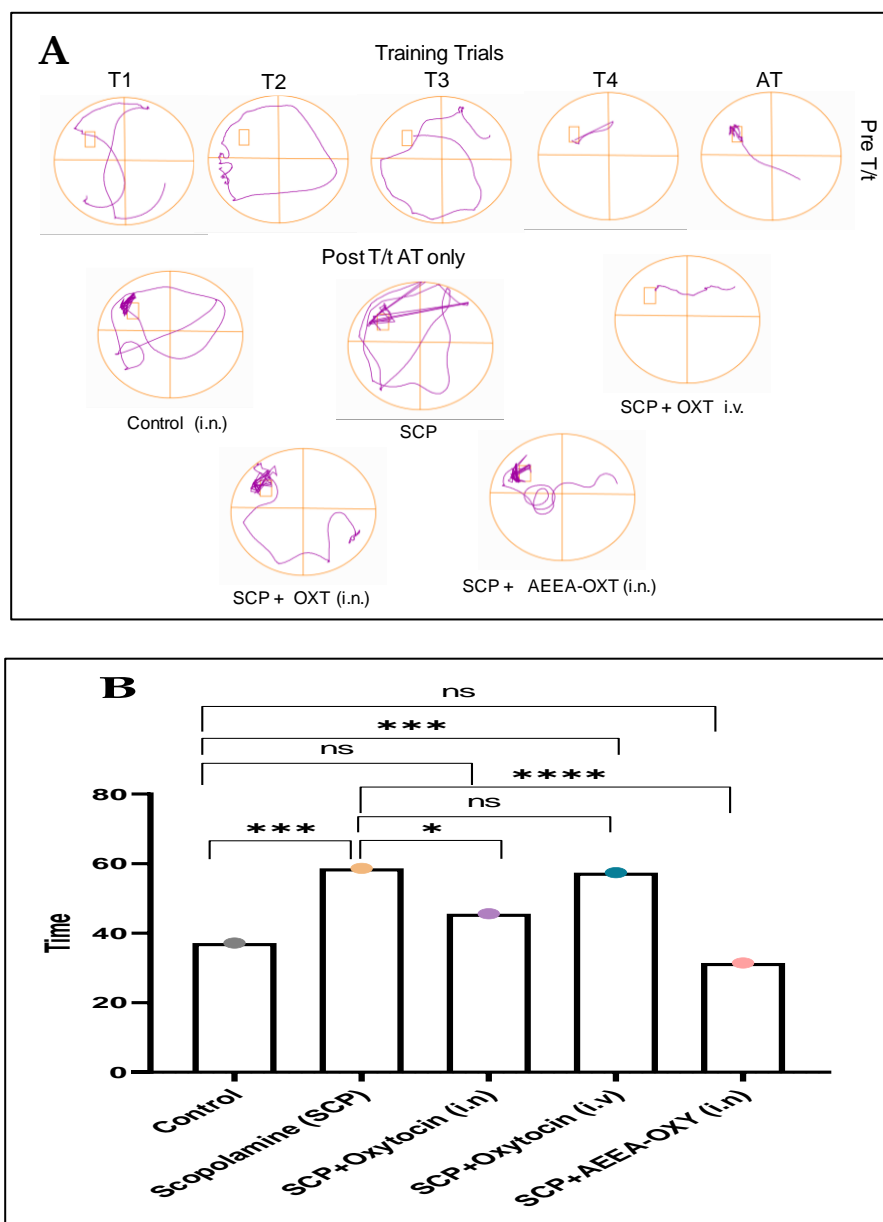 A
Training Trials
T1 T2 T3 T4 AT
Pre T/t
Post T/t AT only
Control (i.n.)
SCP
SCP + OXT i.v.
SCP + OXT (i.n.)
SCP + AEEA-OXT (i.n.)
B
ns
***
ns
****
ns
***
*
80
60
40
20
0
Time
Control
Scopolamine (SCP)
SCP+Oxytocin (i.n)
SCP+Oxytocin (i.v)
SCP+AEEA-OXY (i.n)